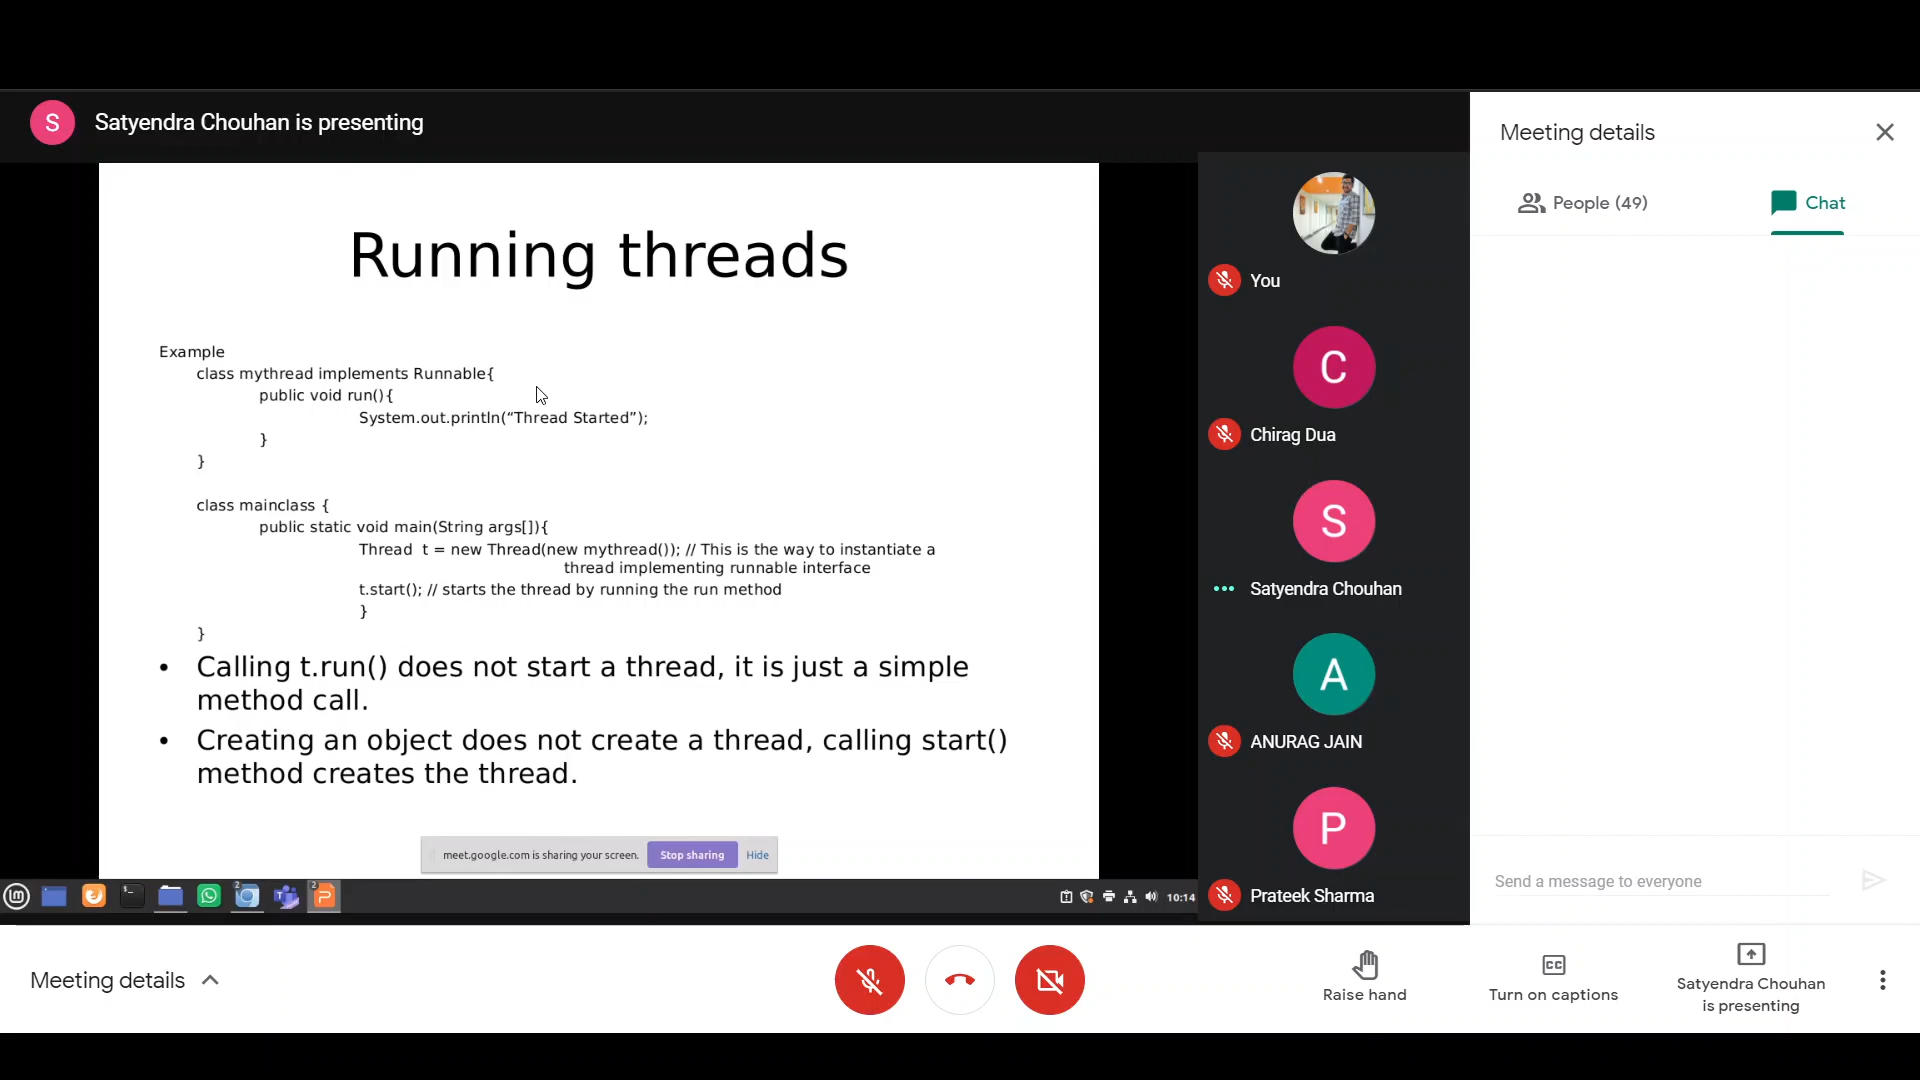 S Satyendra Chouhan is presenting
Running threads
Example
class mythread implements Runnable{
public void run(){
System.out.println(“Thread Started”);
}
}
class mainclass {
public static void main(String args[]){
Thread t = new Thread(new mythread()); // This is the way to instantiate a
thread implementing runnable interface
t.start(); // starts the thread by running the run method
}
}
• Calling t.run() does not start a thread, it is just a simple
method call.
• Creating an object does not create a thread, calling start()
method creates the thread.
meet.google.com is sharing your screen. Stop sharing Hide
2 2 10:14
You
C
Chirag Dua
S
Satyendra Chouhan
A
ANURAG JAIN
P
Prateek Sharma
Meeting details
People (49) Chat
Send a message to everyone
Meeting details
Raise hand
CC
Turn on captions
Satyendra Chouhan
is presenting